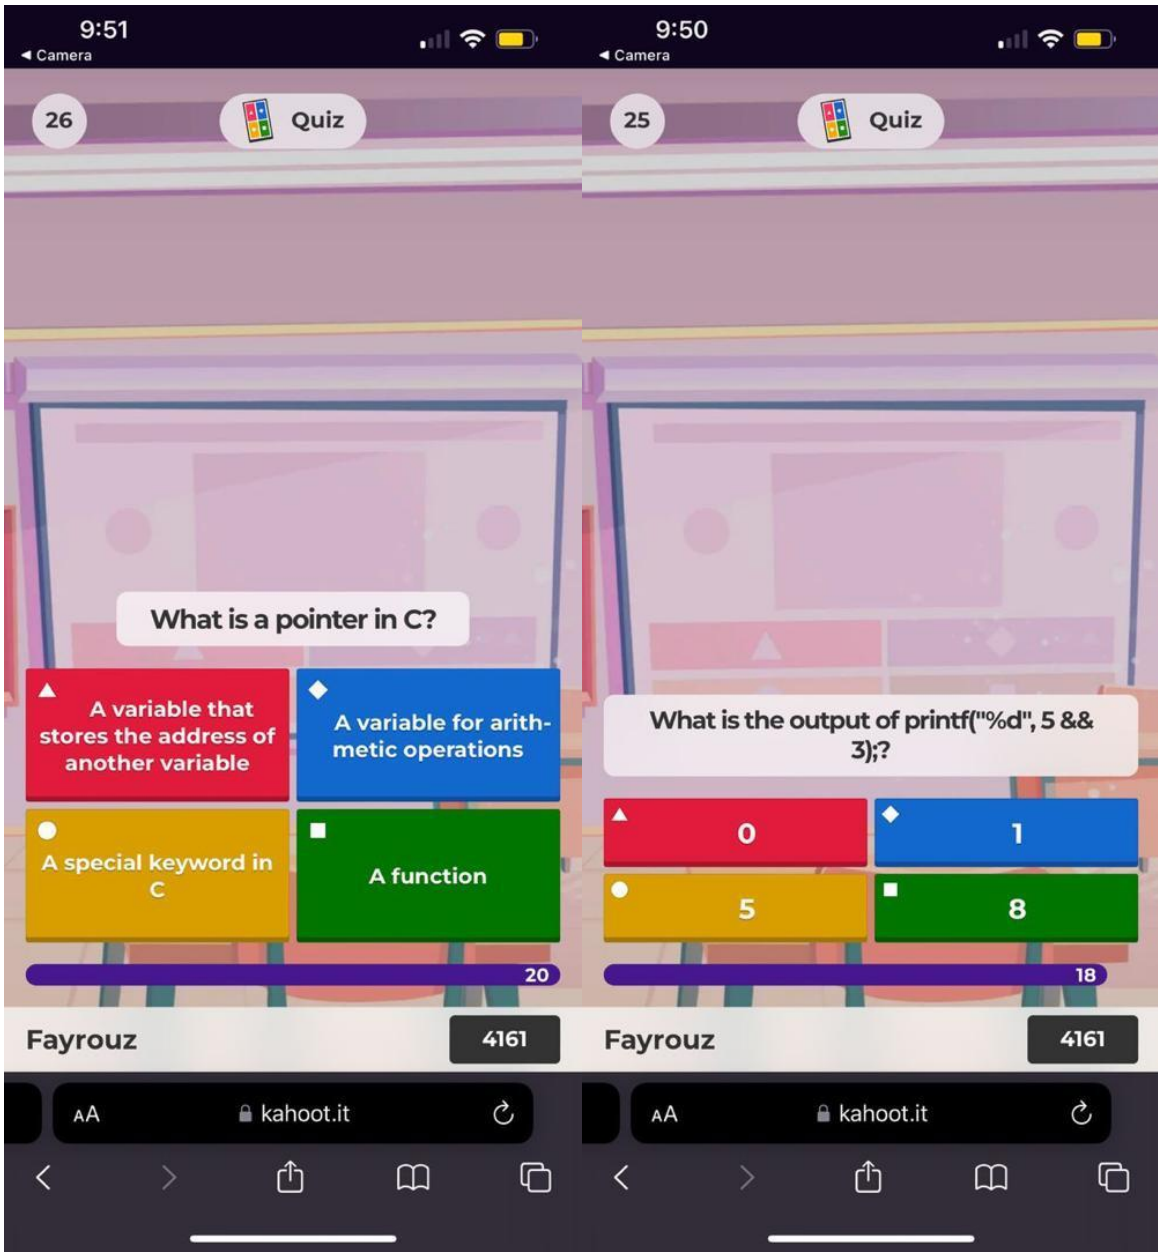 9:51
◄ Camera
26
Quiz
What is a pointer in C?
A variable that
stores the address of
another variable
A variable for arith-
metic operations
A special keyword in
C
A function
20
Fayrouz
4161
AA
kahoot.it
9:50
◄ Camera
25
Quiz
What is the output of printf("%d", 5 &&
3);?
0
1
5
8
18
Fayrouz
4161
AA
kahoot.it